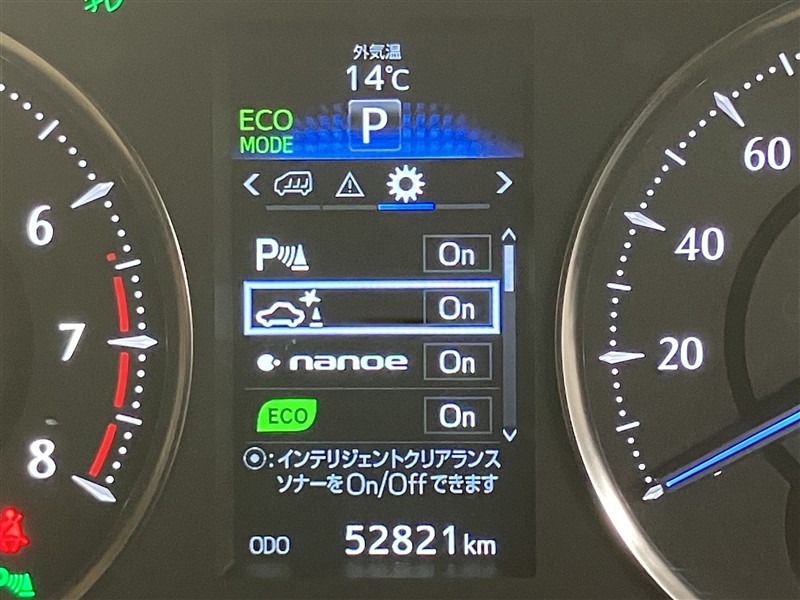 外気温
14℃
ECO
MODE
P
P
On
On
nanoe
On
ECO
On
:インテリジェントクリアランス
ソナーをOn/Offできます
ODO
52821km
6
7
8
60
40
20
2
P